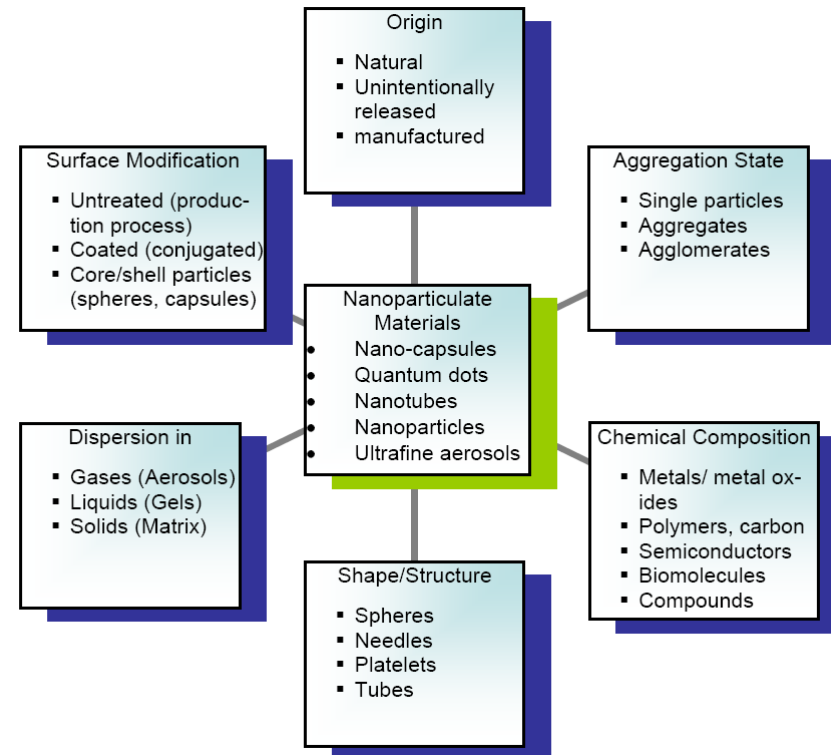 Origin
▪ Natural
▪ Unintentionally
released
▪ manufactured
Surface Modification
▪ Untreated (produc-
tion process)
▪ Coated (conjugated)
▪ Core/shell particles
(spheres, capsules)
Aggregation State
▪ Single particles
▪ Aggregates
▪ Agglomerates
Nanoparticulate
Materials
• Nano-capsules
• Quantum dots
• Nanotubes
• Nanoparticles
• Ultrafine aerosols
Dispersion in
▪ Gases (Aerosols)
▪ Liquids (Gels)
▪ Solids (Matrix)
Chemical Composition
▪ Metals/ metal ox-
ides
▪ Polymers, carbon
▪ Semiconductors
▪ Biomolecules
▪ Compounds
Shape/Structure
▪ Spheres
▪ Needles
▪ Platelets
▪ Tubes